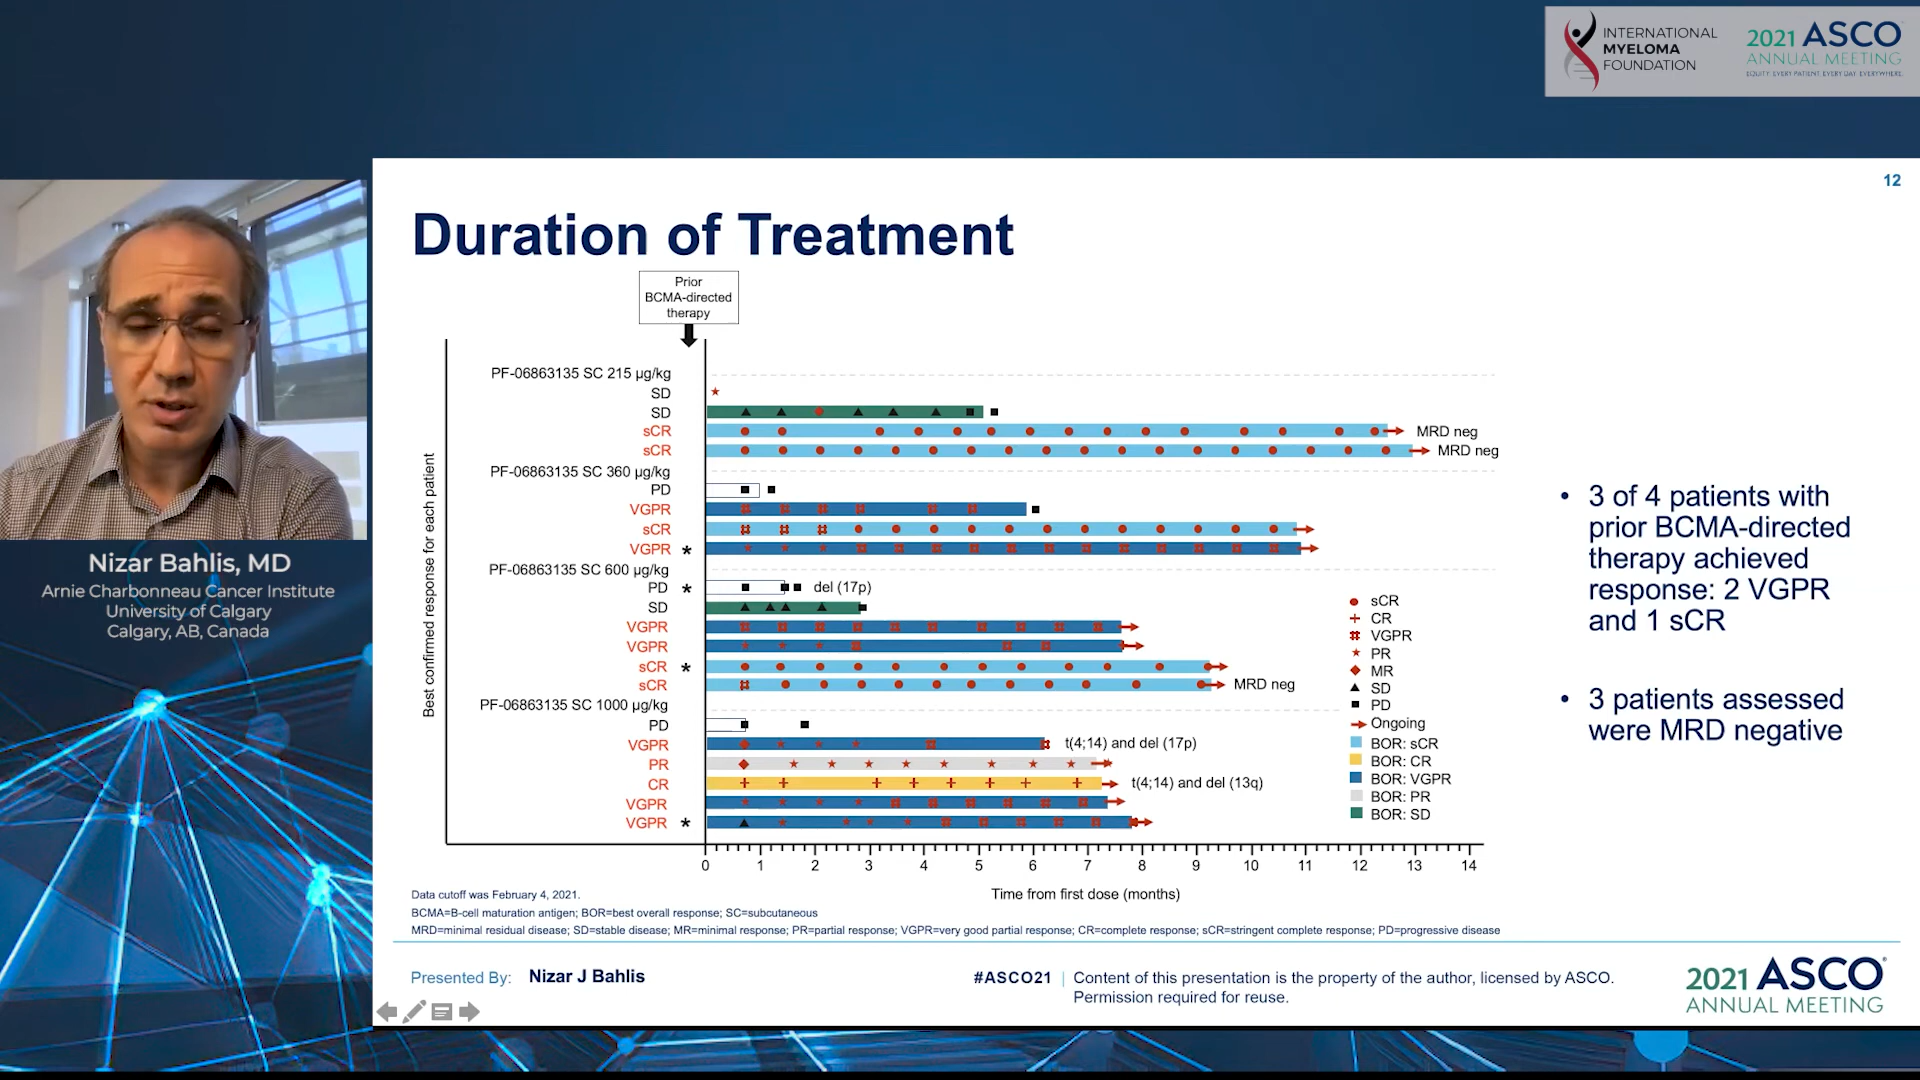 INTERNATIONAL
MYELOMA
FOUNDATION
2021 ASCO
ANNUAL MEETING
EQUITY: EVERY PATIENT. EVERY DAY. EVERYWHERE.
12
Duration of Treatment
Prior
BCMA-directed
therapy
Best confirmed response for each patient
PF-06863135 SC 215 µg/kg
SD
SD
sCR MRD neg
sCR MRD neg
PF-06863135 SC 360 µg/kg
PD
VGPR
sCR
VGPR *
PF-06863135 SC 600 µg/kg
PD * del (17p)
SD
VGPR
VGPR
sCR *
sCR MRD neg
PF-06863135 SC 1000 µg/kg
PD
VGPR t(4;14) and del (17p)
PR
CR t(4;14) and del (13q)
VGPR
VGPR *
0 1 2 3 4 5 6 7 8 9 10 11 12 13 14
Time from first dose (months)
sCR
CR
VGPR
PR
MR
SD
PD
Ongoing
BOR: sCR
BOR: CR
BOR: VGPR
BOR: PR
BOR: SD
• 3 of 4 patients with
prior BCMA-directed
therapy achieved
response: 2 VGPR
and 1 sCR
• 3 patients assessed
were MRD negative
Nizar Bahlis, MD
Arnie Charbonneau Cancer Institute
University of Calgary
Calgary, AB, Canada
Data cutoff was February 4, 2021.
BCMA=B-cell maturation antigen; BOR=best overall response; SC=subcutaneous
MRD=minimal residual disease; SD=stable disease; MR=minimal response; PR=partial response; VGPR=very good partial response; CR=complete response; sCR=stringent complete response; PD=progressive disease
Presented By: Nizar J Bahlis
#ASCO21 | Content of this presentation is the property of the author, licensed by ASCO.
Permission required for reuse.
2021 ASCO®
ANNUAL MEETING